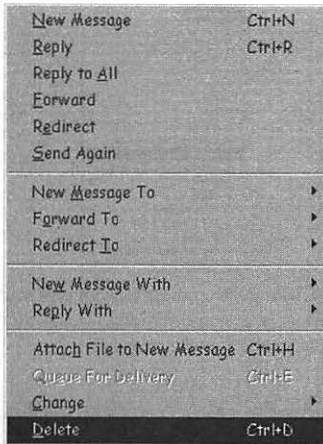 New Message Ctrl+N
Reply Ctrl+R
Reply to All
Forward
Redirect
Send Again
New Message To
Forward To
Redirect To
New Message With
Reply With
Attach File to New Message Ctrl+H
Queue For Delivery Ctrl+E
Change
Delete Ctrl+D